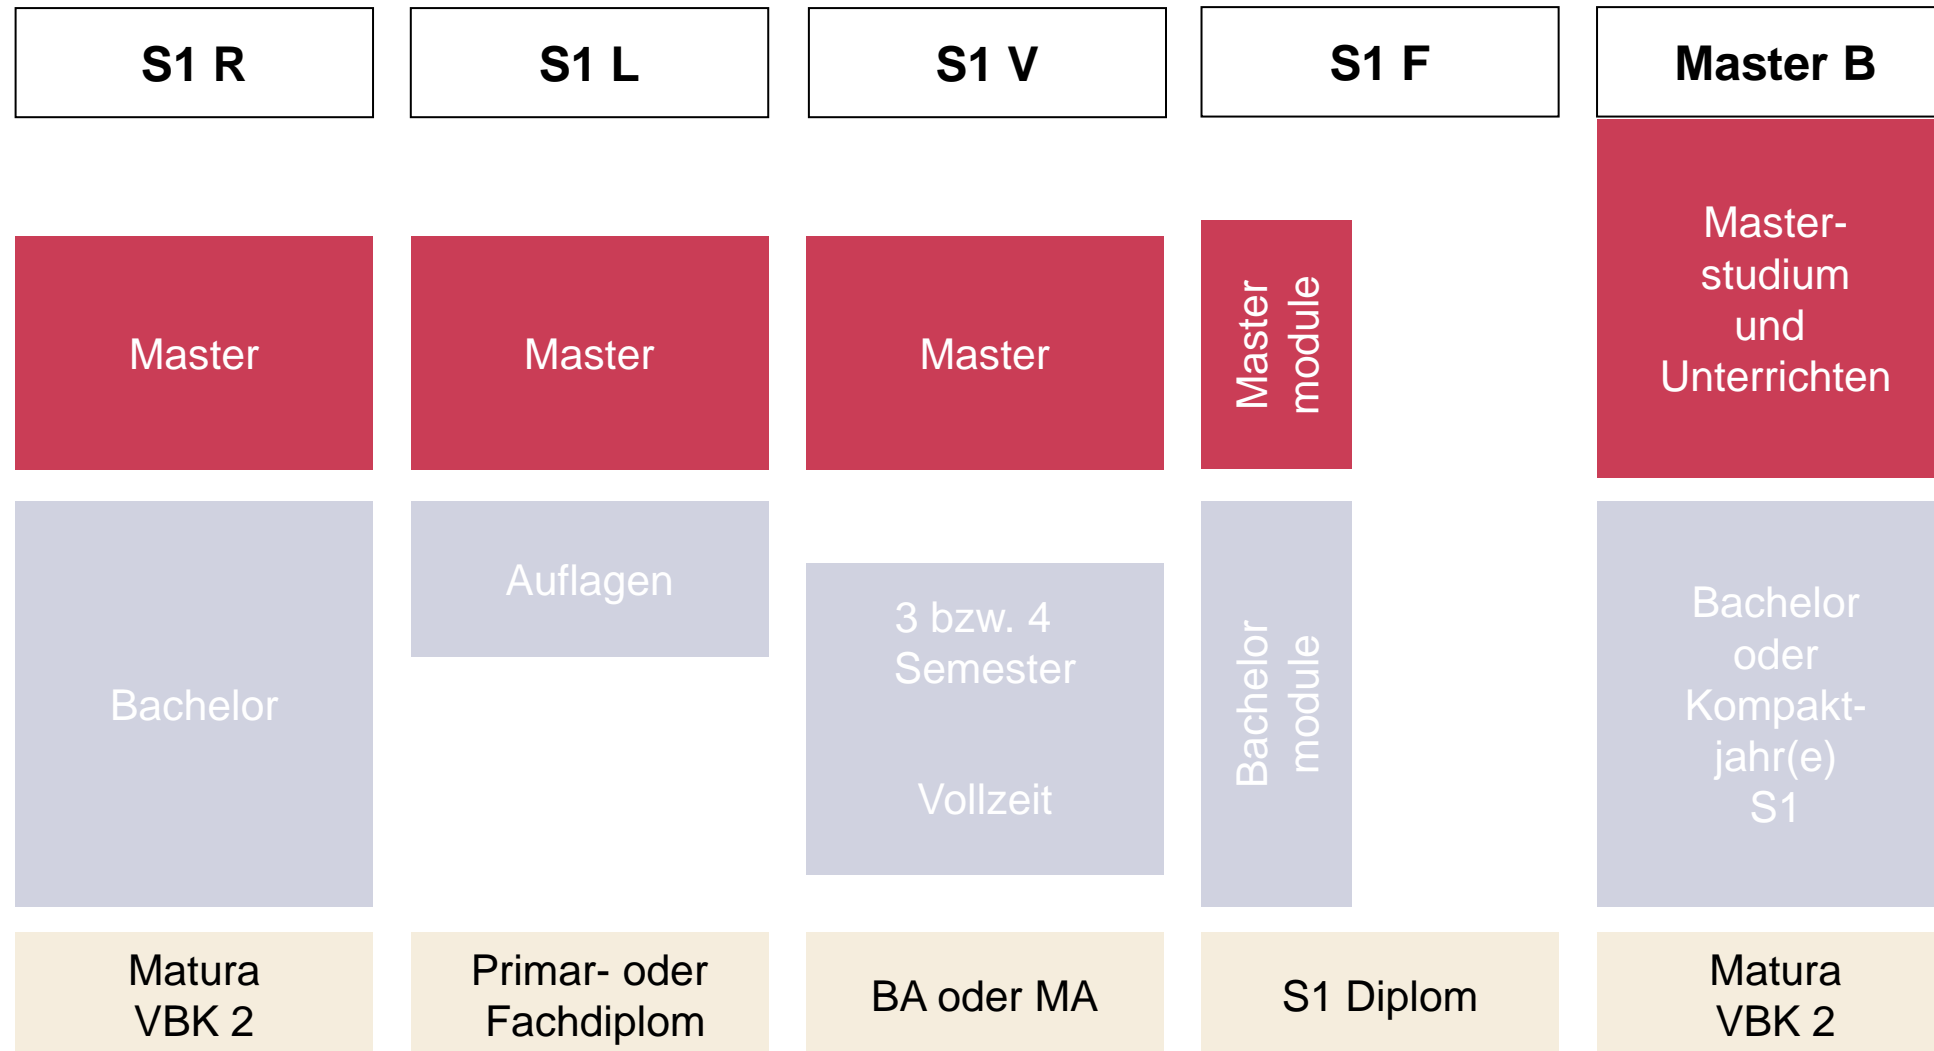 S1 R
S1 L
S1 V
S1 F
Master B
Master
Master
Master
Master
module
Master-
studium
und
Unterrichten
Bachelor
Auflagen
3 bzw. 4
Semester
Vollzeit
Bachelor
module
Bachelor
oder
Kompakt-
jahr(e)
S1
Matura
VBK 2
Primar- oder
Fachdiplom
BA oder MA
S1 Diplom
Matura
VBK 2